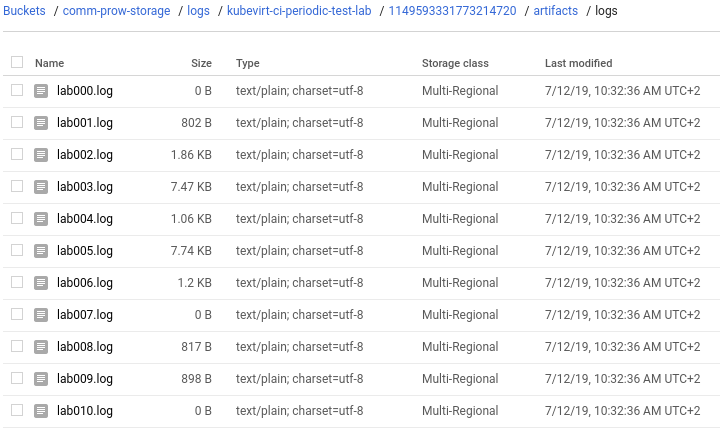 Buckets / comm-prow-storage / logs / kubevirt-ci-periodic-test-lab / 1149593331773214720 / artifacts / logs
Name Size Type Storage class Last modified
lab000.log 0 B text/plain; charset=utf-8 Multi-Regional 7/12/19, 10:32:36 AM UTC+2
lab001.log 802 B text/plain; charset=utf-8 Multi-Regional 7/12/19, 10:32:36 AM UTC+2
lab002.log 1.86 KB text/plain; charset=utf-8 Multi-Regional 7/12/19, 10:32:36 AM UTC+2
lab003.log 7.47 KB text/plain; charset=utf-8 Multi-Regional 7/12/19, 10:32:36 AM UTC+2
lab004.log 1.06 KB text/plain; charset=utf-8 Multi-Regional 7/12/19, 10:32:36 AM UTC+2
lab005.log 7.74 KB text/plain; charset=utf-8 Multi-Regional 7/12/19, 10:32:36 AM UTC+2
lab006.log 1.2 KB text/plain; charset=utf-8 Multi-Regional 7/12/19, 10:32:36 AM UTC+2
lab007.log 0 B text/plain; charset=utf-8 Multi-Regional 7/12/19, 10:32:36 AM UTC+2
lab008.log 817 B text/plain; charset=utf-8 Multi-Regional 7/12/19, 10:32:36 AM UTC+2
lab009.log 898 B text/plain; charset=utf-8 Multi-Regional 7/12/19, 10:32:36 AM UTC+2
lab010.log 0 B text/plain; charset=utf-8 Multi-Regional 7/12/19, 10:32:36 AM UTC+2